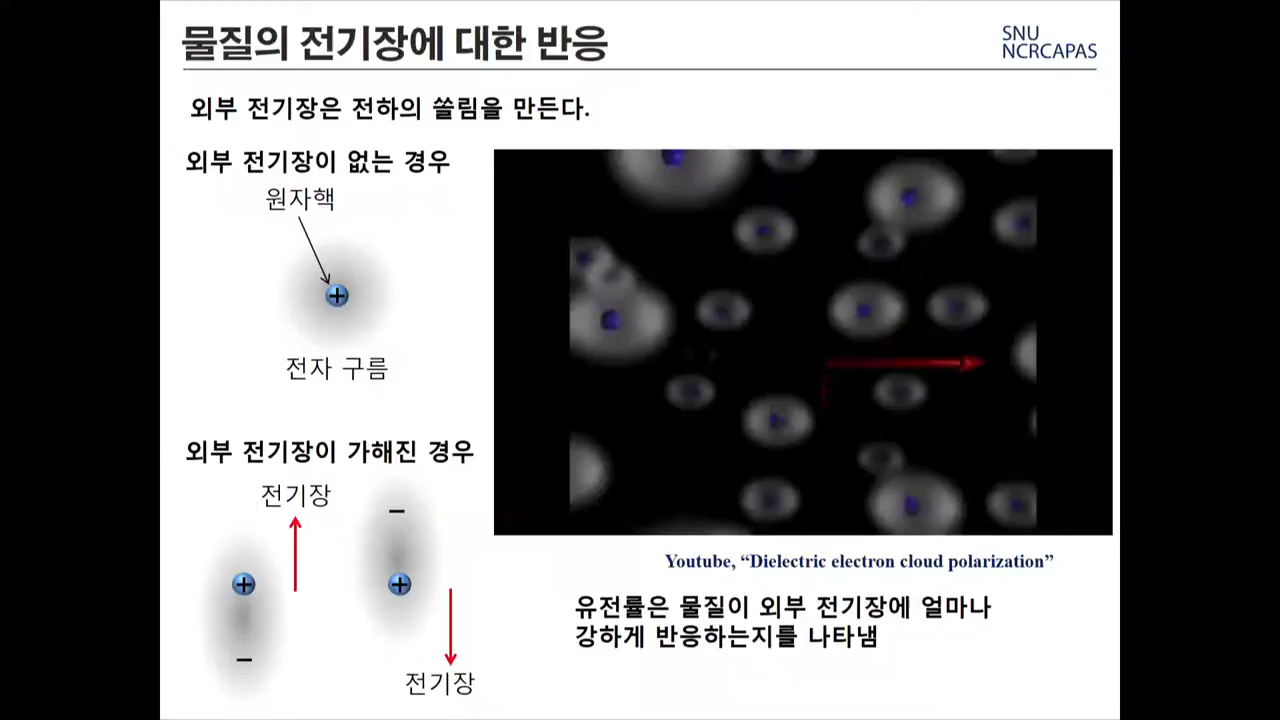 물질의 전기장에 대한 반응
SNU
NCRCAPAS
외부 전기장은 전하의 쏠림을 만든다.
외부 전기장이 없는 경우
원자핵
+
전자 구름
외부 전기장이 가해진 경우
전기장
−
+
+
−
전기장
Youtube, “Dielectric electron cloud polarization”
유전률은 물질이 외부 전기장에 얼마나
강하게 반응하는지를 나타냄